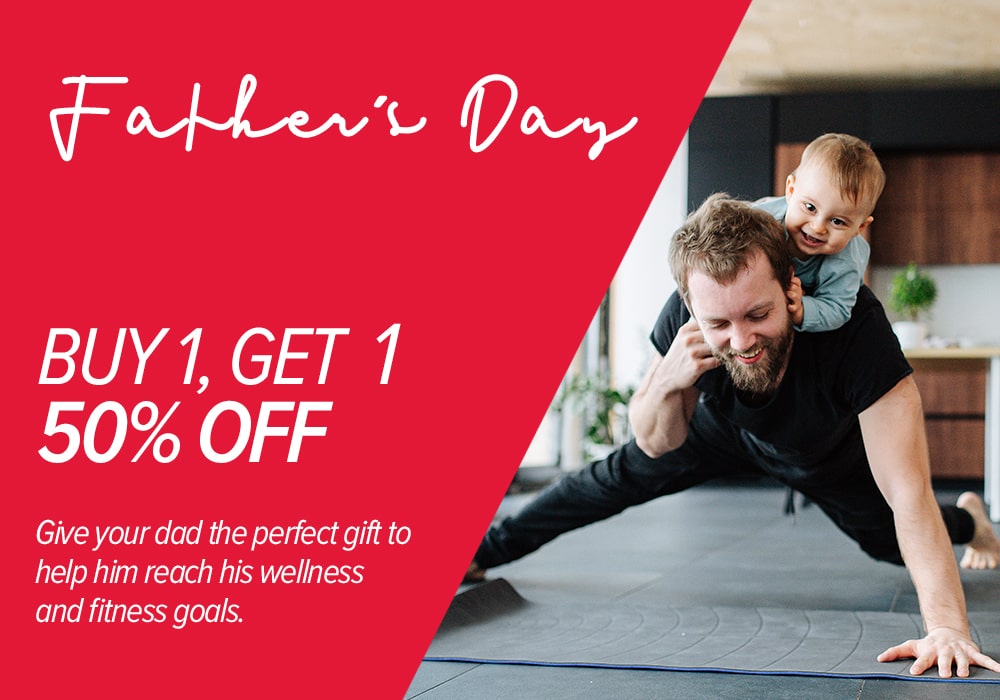 Father's Day
BUY 1, GET 1
50% OFF
Give your dad the perfect gift to
help him reach his wellness
and fitness goals.